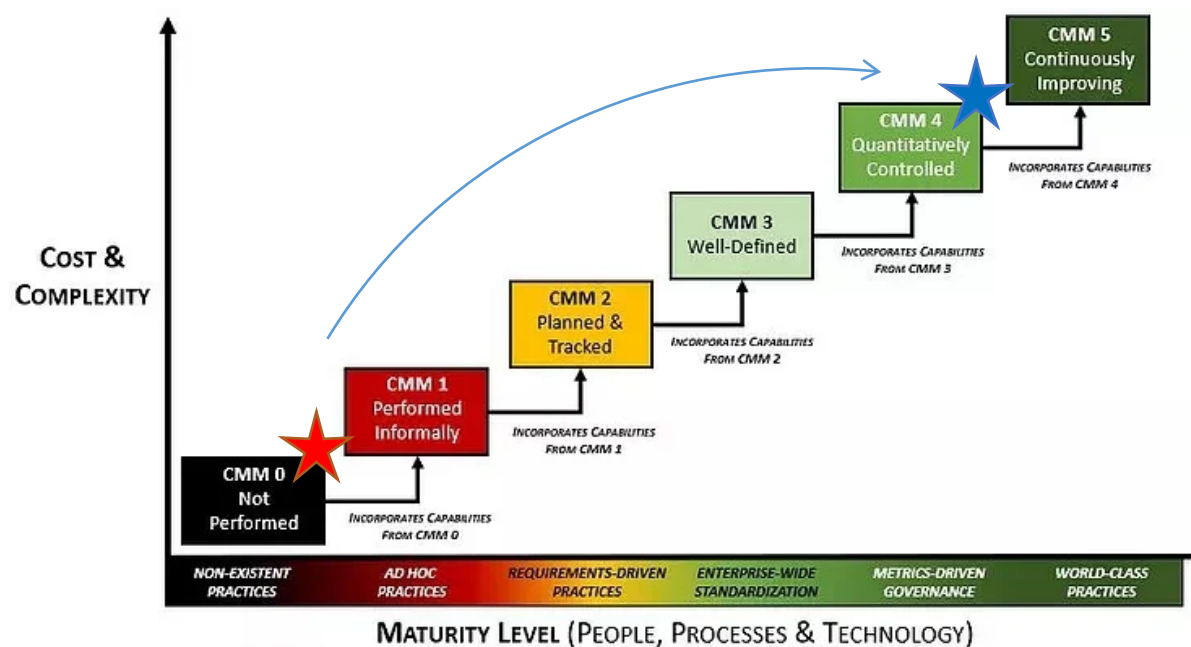 CMM 5
Continuously
Improving
CMM 4
Quantitatively
Controlled
INCORPORATES CAPABILITIES
FROM CMM 4
CMM 3
Well-Defined
INCORPORATES CAPABILITIES
FROM CMM 3
COST &
COMPLEXITY
CMM 2
Planned &
Tracked
INCORPORATES CAPABILITIES
FROM CMM 2
CMM 1
Performed
Informally
INCORPORATES CAPABILITIES
FROM CMM 1
CMM 0
Not
Performed
INCORPORATES CAPABILITIES
FROM CMM 0
NON-EXISTENT
PRACTICES
AD HOC
PRACTICES
REQUIREMENTS-DRIVEN
PRACTICES
ENTERPRISE-WIDE
STANDARDIZATION
METRICS-DRIVEN
GOVERNANCE
WORLD-CLASS
PRACTICES
MATURITY LEVEL (PEOPLE, PROCESSES & TECHNOLOGY)